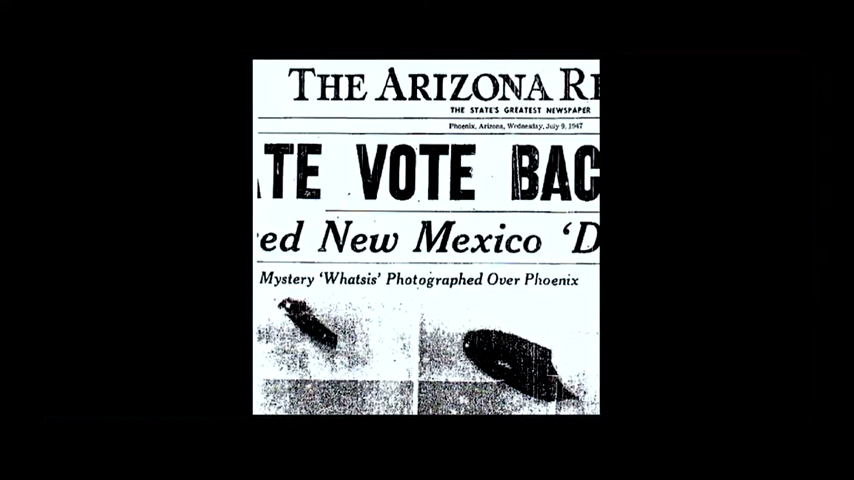 THE ARIZONA R
THE STATE'S GREATEST NEWSPAPER
Phoenix, Arizona, Wednesday, July 9, 1947
ATE VOTE BAC
ed New Mexico 'D
Mystery 'Whatsis' Photographed Over Phoenix